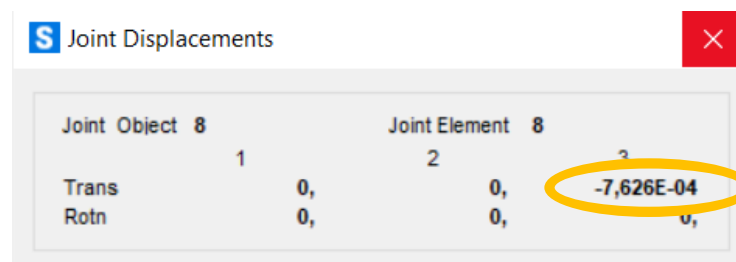 S Joint Displacements
Joint Object 8 Joint Element 8
1 2 3
Trans 0, 0, -7,626E-04
Rotn 0, 0, 0,